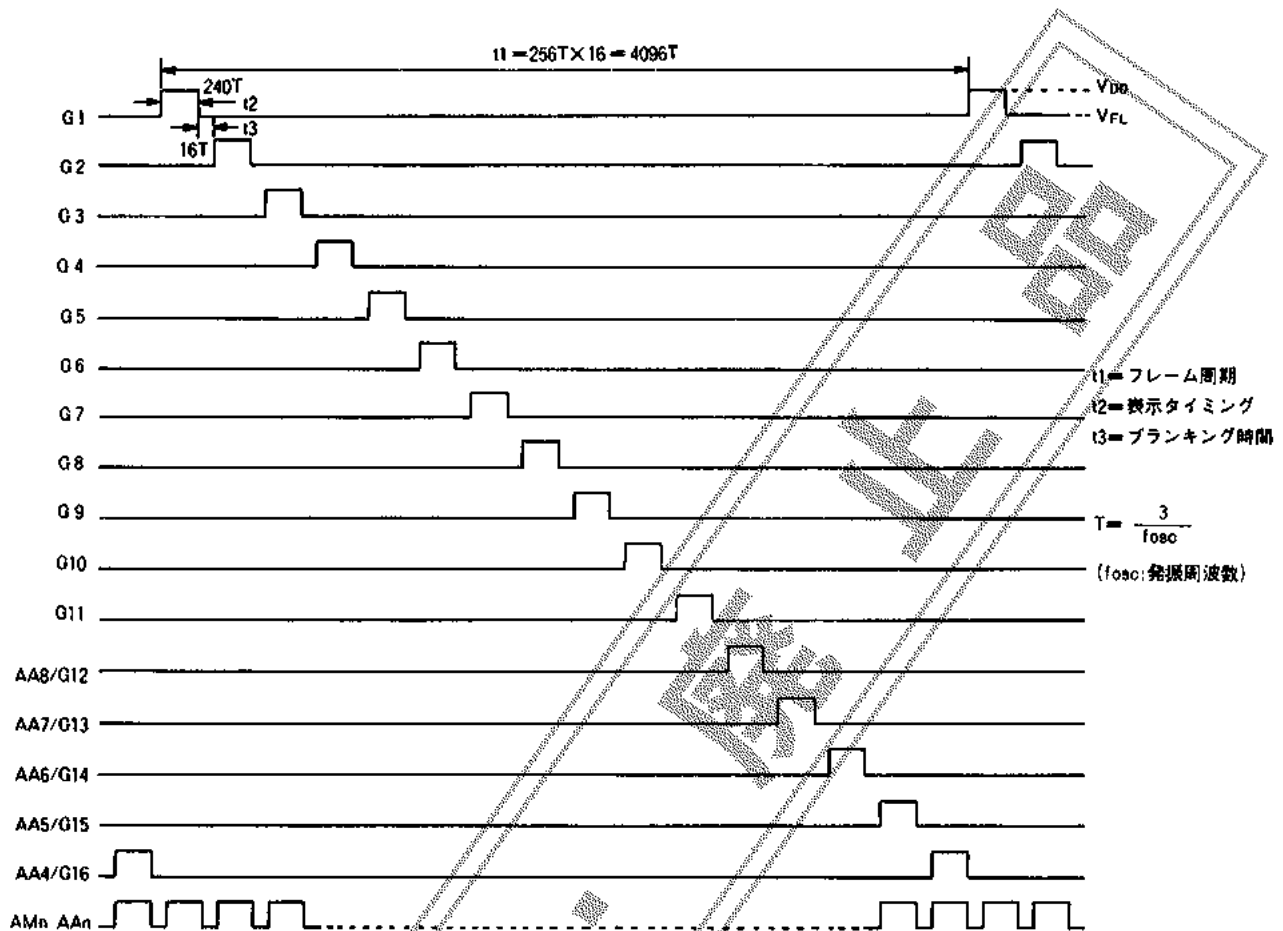 t1=256T×16=4096T
240T
t2
VDD
G1
t3
VFL
16T
G2
G3
G4
G5
G6
t1=フレーム周期
G7
t2=表示タイミング
t3=ブランキング時間
G8
G9
T= 3/fosc
G10
(fosc:発振周波数)
G11
AA8/G12
AA7/G13
AA6/G14
AA5/G15
AA4/G16
AMn AAn